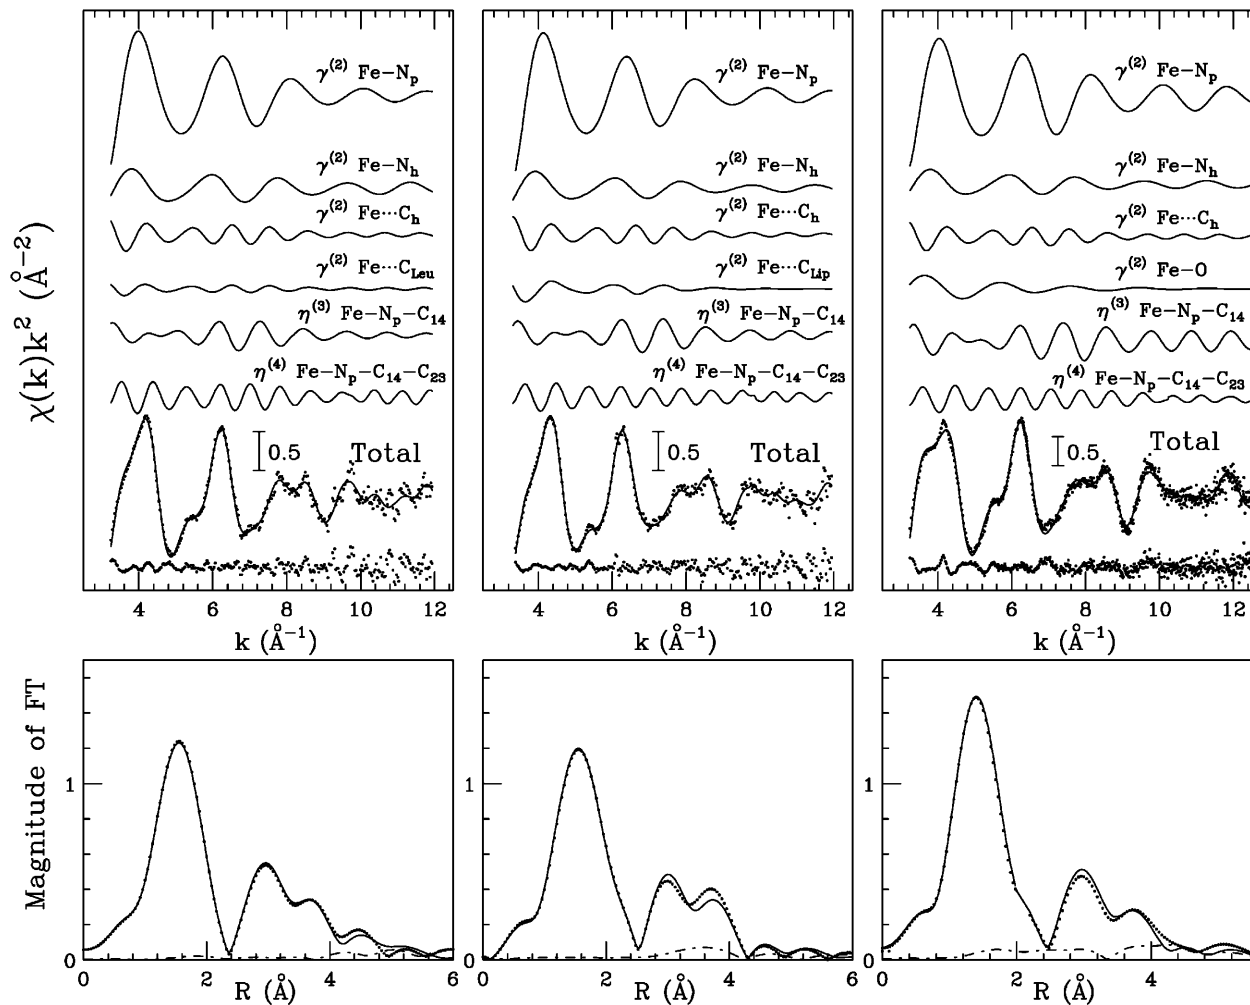 χ(k)k² (Å⁻²)
γ⁽²⁾ Fe−Nₚ
γ⁽²⁾ Fe−Nₕ
γ⁽²⁾ Fe···Cₕ
γ⁽²⁾ Fe···C_Leu
η⁽³⁾ Fe−Nₚ−C₁₄
η⁽⁴⁾ Fe−Nₚ−C₁₄−C₂₃
0.5 Total
4 6 8 10 12
k (Å⁻¹)
γ⁽²⁾ Fe−Nₚ
γ⁽²⁾ Fe−Nₕ
γ⁽²⁾ Fe···Cₕ
γ⁽²⁾ Fe···C_Lip
η⁽³⁾ Fe−Nₚ−C₁₄
η⁽⁴⁾ Fe−Nₚ−C₁₄−C₂₃
0.5 Total
4 6 8 10 12
k (Å⁻¹)
γ⁽²⁾ Fe−Nₚ
γ⁽²⁾ Fe−Nₕ
γ⁽²⁾ Fe···Cₕ
γ⁽²⁾ Fe−O
η⁽³⁾ Fe−Nₚ−C₁₄
η⁽⁴⁾ Fe−Nₚ−C₁₄−C₂₃
0.5 Total
4 6 8 10 12
k (Å⁻¹)
Magnitude of FT
1
0
0 2 4 6
R (Å)
1
0
0 2 4 6
R (Å)
1
0
0 2 4
R (Å)